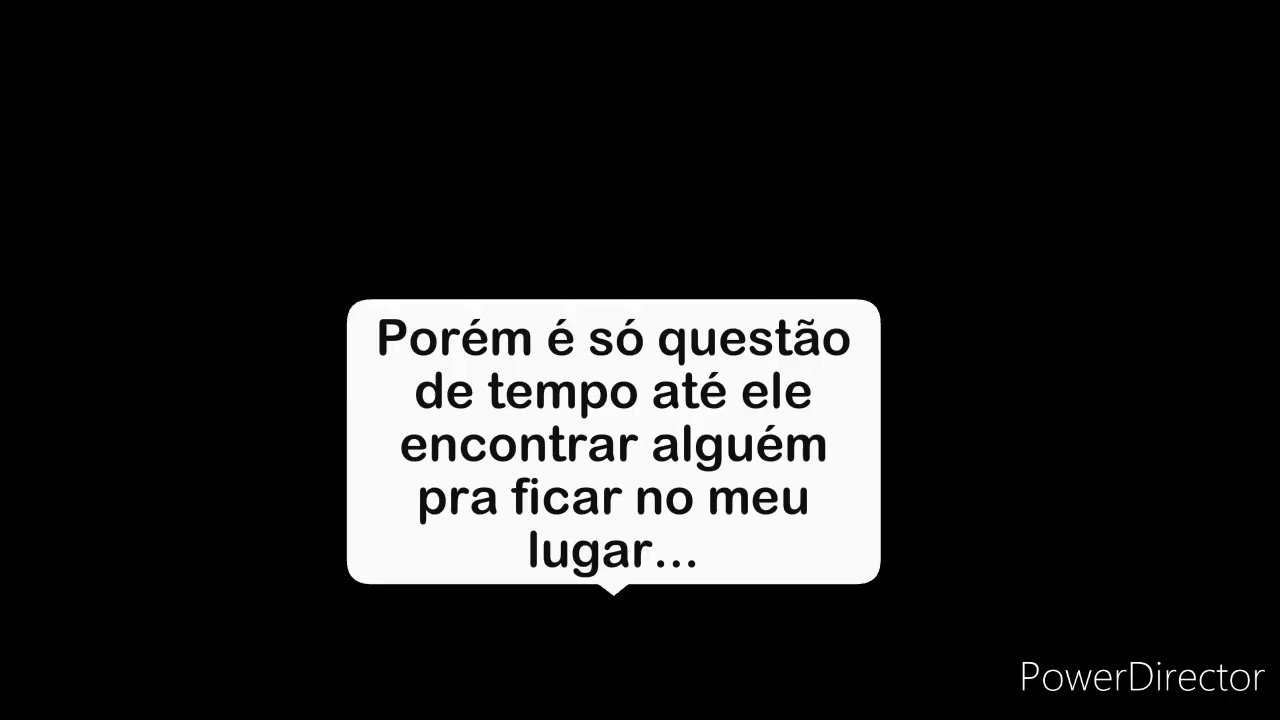 Porém é só questão
de tempo até ele
encontrar alguém
pra ficar no meu
lugar...
PowerDirector